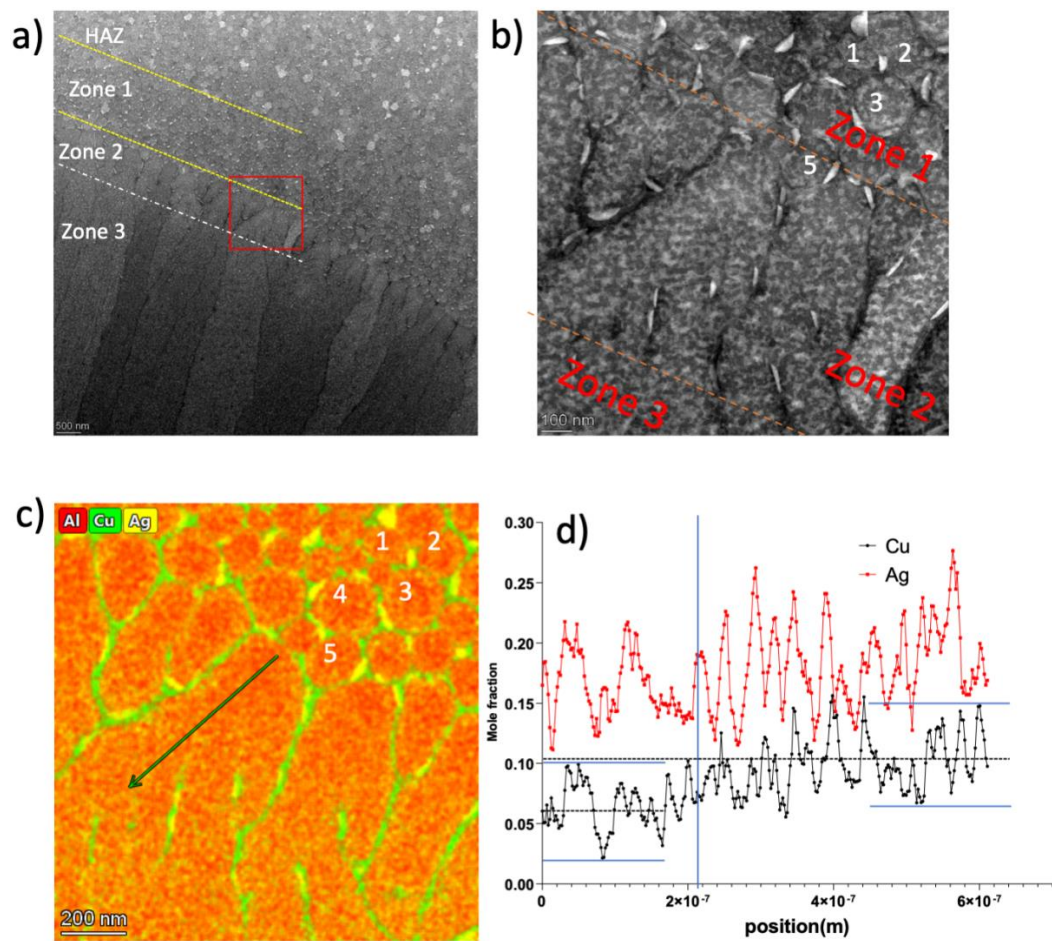 a)
HAZ
Zone 1
Zone 2
Zone 3
500 nm
b)
1 2
3
Zone 1
5
Zone 2
Zone 3
100 nm
c)
Al Cu Ag
1 2
4 3
5
200 nm
d)
Cu
Ag
Mole fraction
0.30
0.25
0.20
0.15
0.10
0.05
0.00
0 2×10⁻⁷ 4×10⁻⁷ 6×10⁻⁷
position(m)